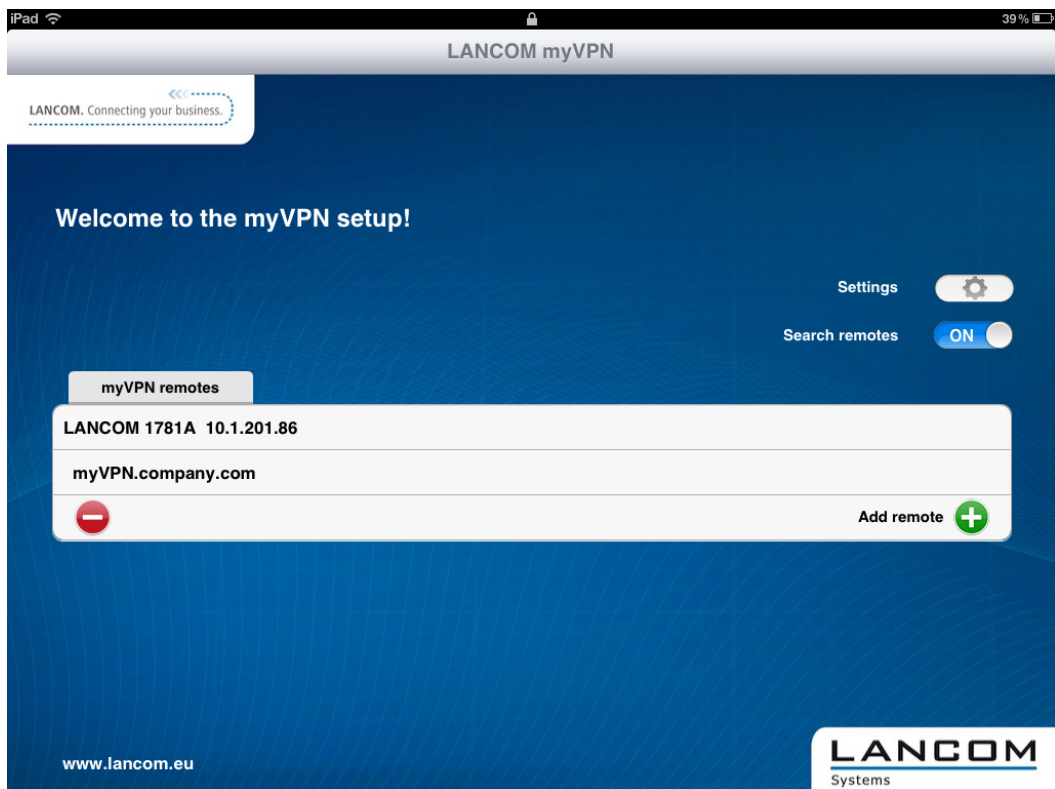 iPad 39%
LANCOM myVPN
LANCOM. Connecting your business.
Welcome to the myVPN setup!
Settings
Search remotes ON
myVPN remotes
LANCOM 1781A 10.1.201.86
myVPN.company.com
Add remote
www.lancom.eu
LANCOM
Systems